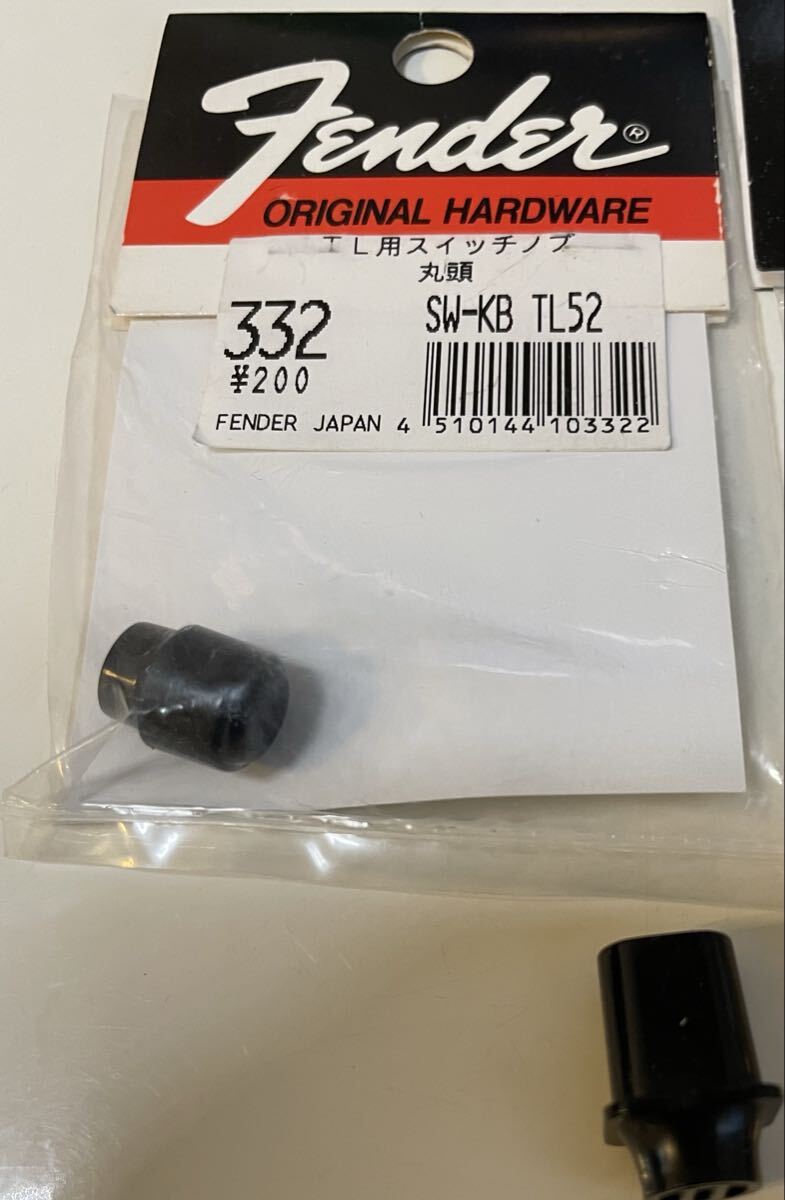 Fender®
ORIGINAL HARDWARE
TL用スイッチノブ
丸頭
332
SW-KB TL52
¥200
FENDER JAPAN 4 510144 103322